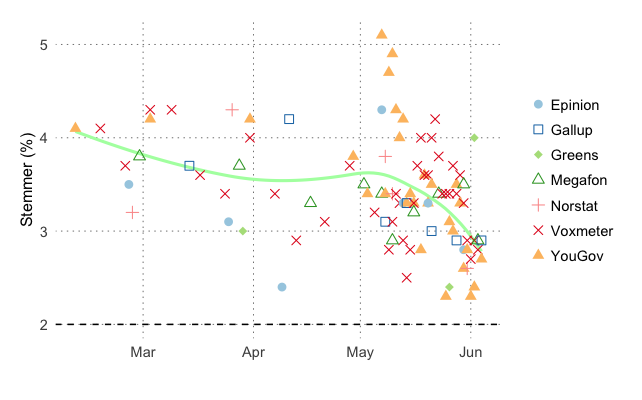 Stemmer (%)
5
4
3
2
Mar Apr May Jun
Epinion
Gallup
Greens
Megafon
Norstat
Voxmeter
YouGov